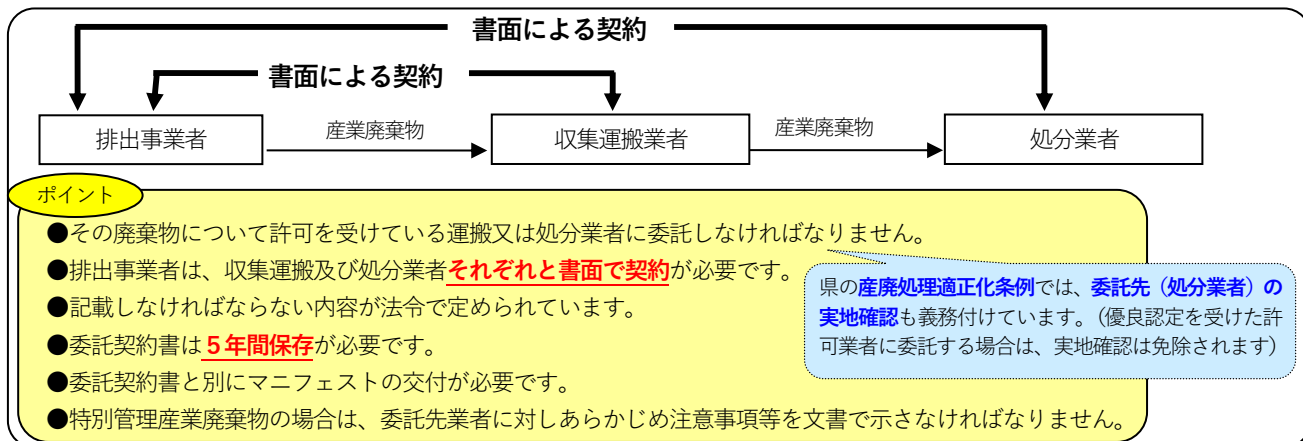 書面による契約
書面による契約
排出事業者
産業廃棄物
収集運搬業者
産業廃棄物
処分業者
ポイント
●その廃棄物について許可を受けている運搬又は処分業者に委託しなければなりません。
●排出事業者は、収集運搬及び処分業者それぞれと書面で契約が必要です。
●記載しなければならない内容が法令で定められています。
●委託契約書は５年間保存が必要です。
●委託契約書と別にマニフェストの交付が必要です。
●特別管理産業廃棄物の場合は、委託先業者に対しあらかじめ注意事項等を文書で示さなければなりません。
県の産廃処理適正化条例では、委託先（処分業者）の
実地確認も義務付けています。（優良認定を受けた許
可業者に委託する場合は、実地確認は免除されます）